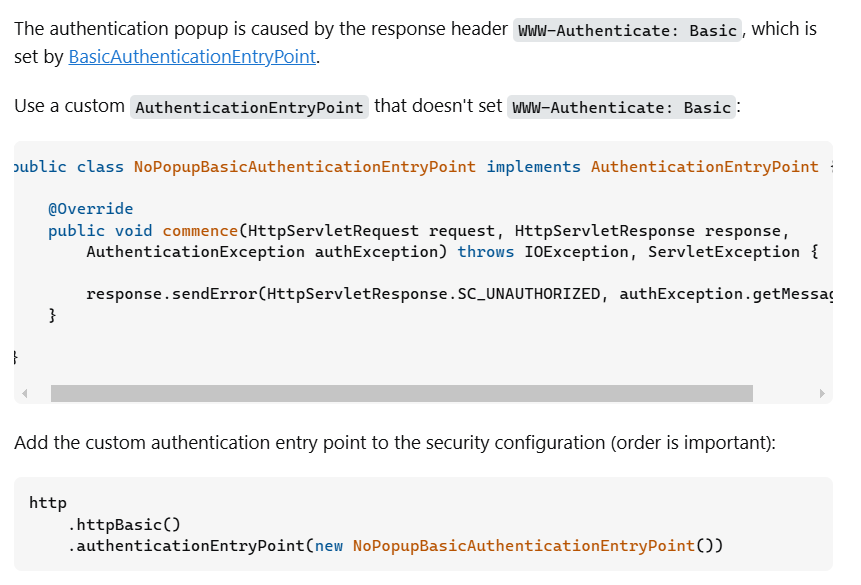 The authentication popup is caused by the response header WWW-Authenticate: Basic, which is
set by BasicAuthenticationEntryPoint.
Use a custom AuthenticationEntryPoint that doesn't set WWW-Authenticate: Basic:
public class NoPopupBasicAuthenticationEntryPoint implements AuthenticationEntryPoint {
@Override
public void commence(HttpServletRequest request, HttpServletResponse response,
AuthenticationException authException) throws IOException, ServletException {
response.sendError(HttpServletResponse.SC_UNAUTHORIZED, authException.getMessag
}
}
Add the custom authentication entry point to the security configuration (order is important):
http
.httpBasic()
.authenticationEntryPoint(new NoPopupBasicAuthenticationEntryPoint())